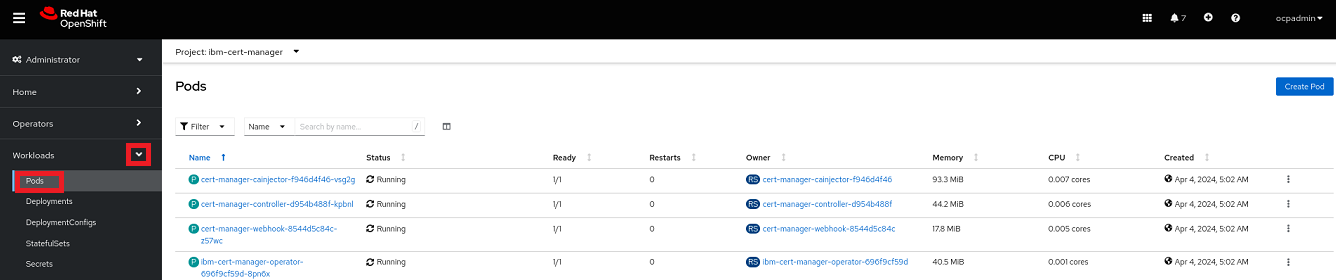 Red Hat
OpenShift
7
ocpadmin
Administrator
Home
Operators
Workloads
Pods
Deployments
DeploymentConfigs
StatefulSets
Secrets
Project: ibm-cert-manager
Pods
Create Pod
Filter
Name
Search by name...
/
Name Status Ready Restarts Owner Memory CPU Created
P cert-manager-cainjector-f946d4f46-vsg2g Running 1/1 0 RS cert-manager-cainjector-f946d4f46 93.3 MiB 0.007 cores Apr 4, 2024, 5:02 AM
P cert-manager-controller-d954b488f-kpbnl Running 1/1 0 RS cert-manager-controller-d954b488f 44.2 MiB 0.006 cores Apr 4, 2024, 5:02 AM
P cert-manager-webhook-8544d5c84c- Running 1/1 0 RS cert-manager-webhook-8544d5c84c 17.8 MiB 0.005 cores Apr 4, 2024, 5:02 AM
z57wc
P ibm-cert-manager-operator- Running 1/1 0 RS ibm-cert-manager-operator-696f9cf59d 40.5 MiB 0.001 cores Apr 4, 2024, 5:02 AM
696f9cf59d-8pn6x